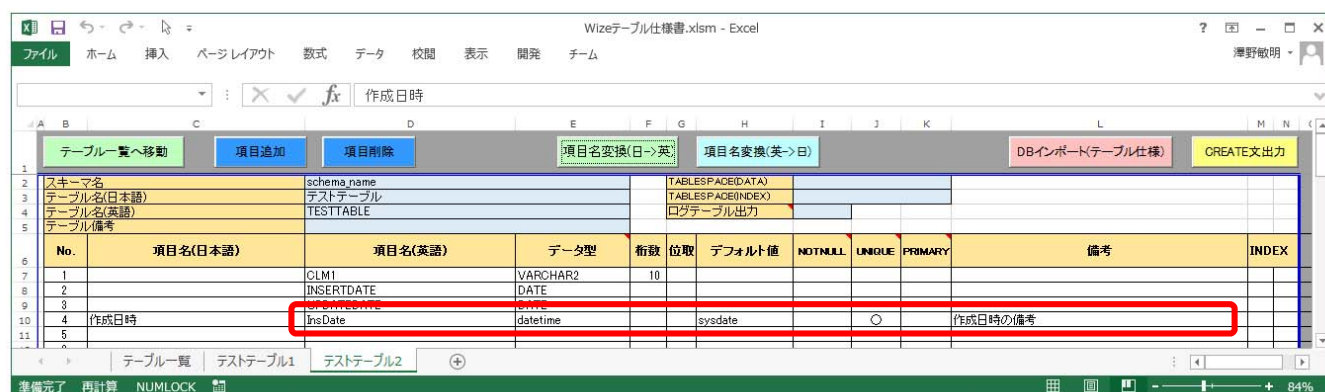 Wizeテーブル仕様書.xlsm - Excel
ファイル ホーム 挿入 ページ レイアウト 数式 データ 校閲 表示 開発 チーム 澤野敏明
fx 作成日時
A B C D E F G H I J K L M N
1 テーブル一覧へ移動 項目追加 項目削除 項目名変換(日->英) 項目名変換(英->日) DBインポート(テーブル仕様) CREATE文出力
2 スキーマ名 schema_name TABLESPACE(DATA)
3 テーブル名(日本語) テストテーブル TABLESPACE(INDEX)
4 テーブル名(英語) TESTTABLE ログテーブル出力
5 テーブル備考
6 No. 項目名(日本語) 項目名(英語) データ型 桁数 位取 デフォルト値 NOTNULL UNIQUE PRIMARY 備考 INDEX
7 1 CLM1 VARCHAR2 10
8 2 INSERTDATE DATE
9 3 UPDATEDATE DATE
10 4 作成日時 InsDate datetime sysdate ○ 作成日時の備考
11 5
テーブル一覧 テストテーブル1 テストテーブル2
準備完了 再計算 NUMLOCK 84%